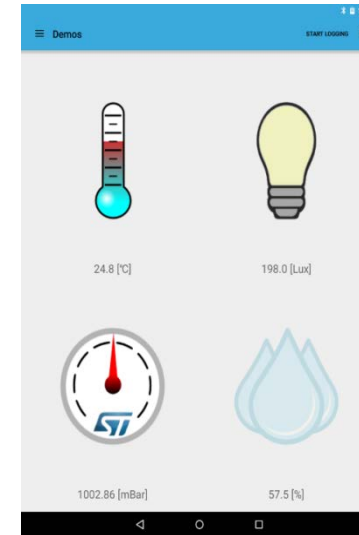 Demos
START LOGGING
24.8 [°C]
198.0 [Lux]
ST
1002.86 [mBar]
57.5 [%]